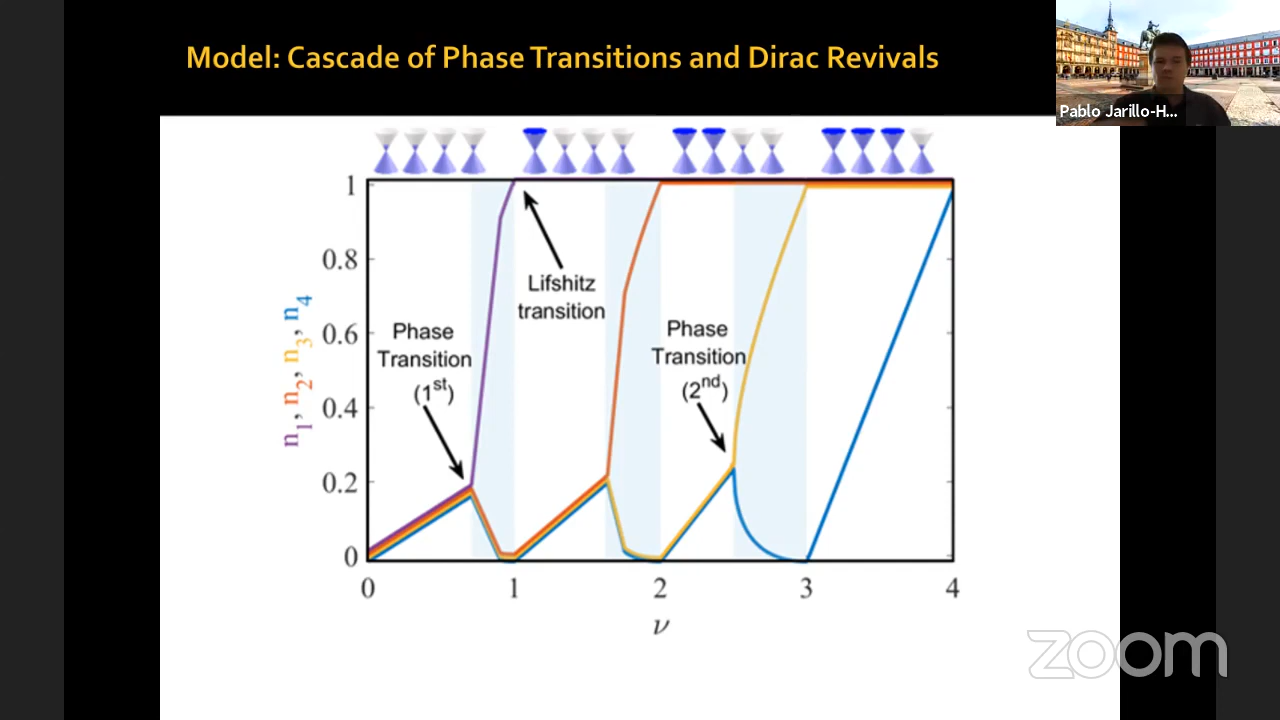 Model: Cascade of Phase Transitions and Dirac Revivals
Pablo Jarillo-H...
1
0.8
0.6
0.4
0.2
0
n1, n2, n3, n4
Phase
Transition
(1st)
Lifshitz
transition
Phase
Transition
(2nd)
0 1 2 3 4
ν
zoom